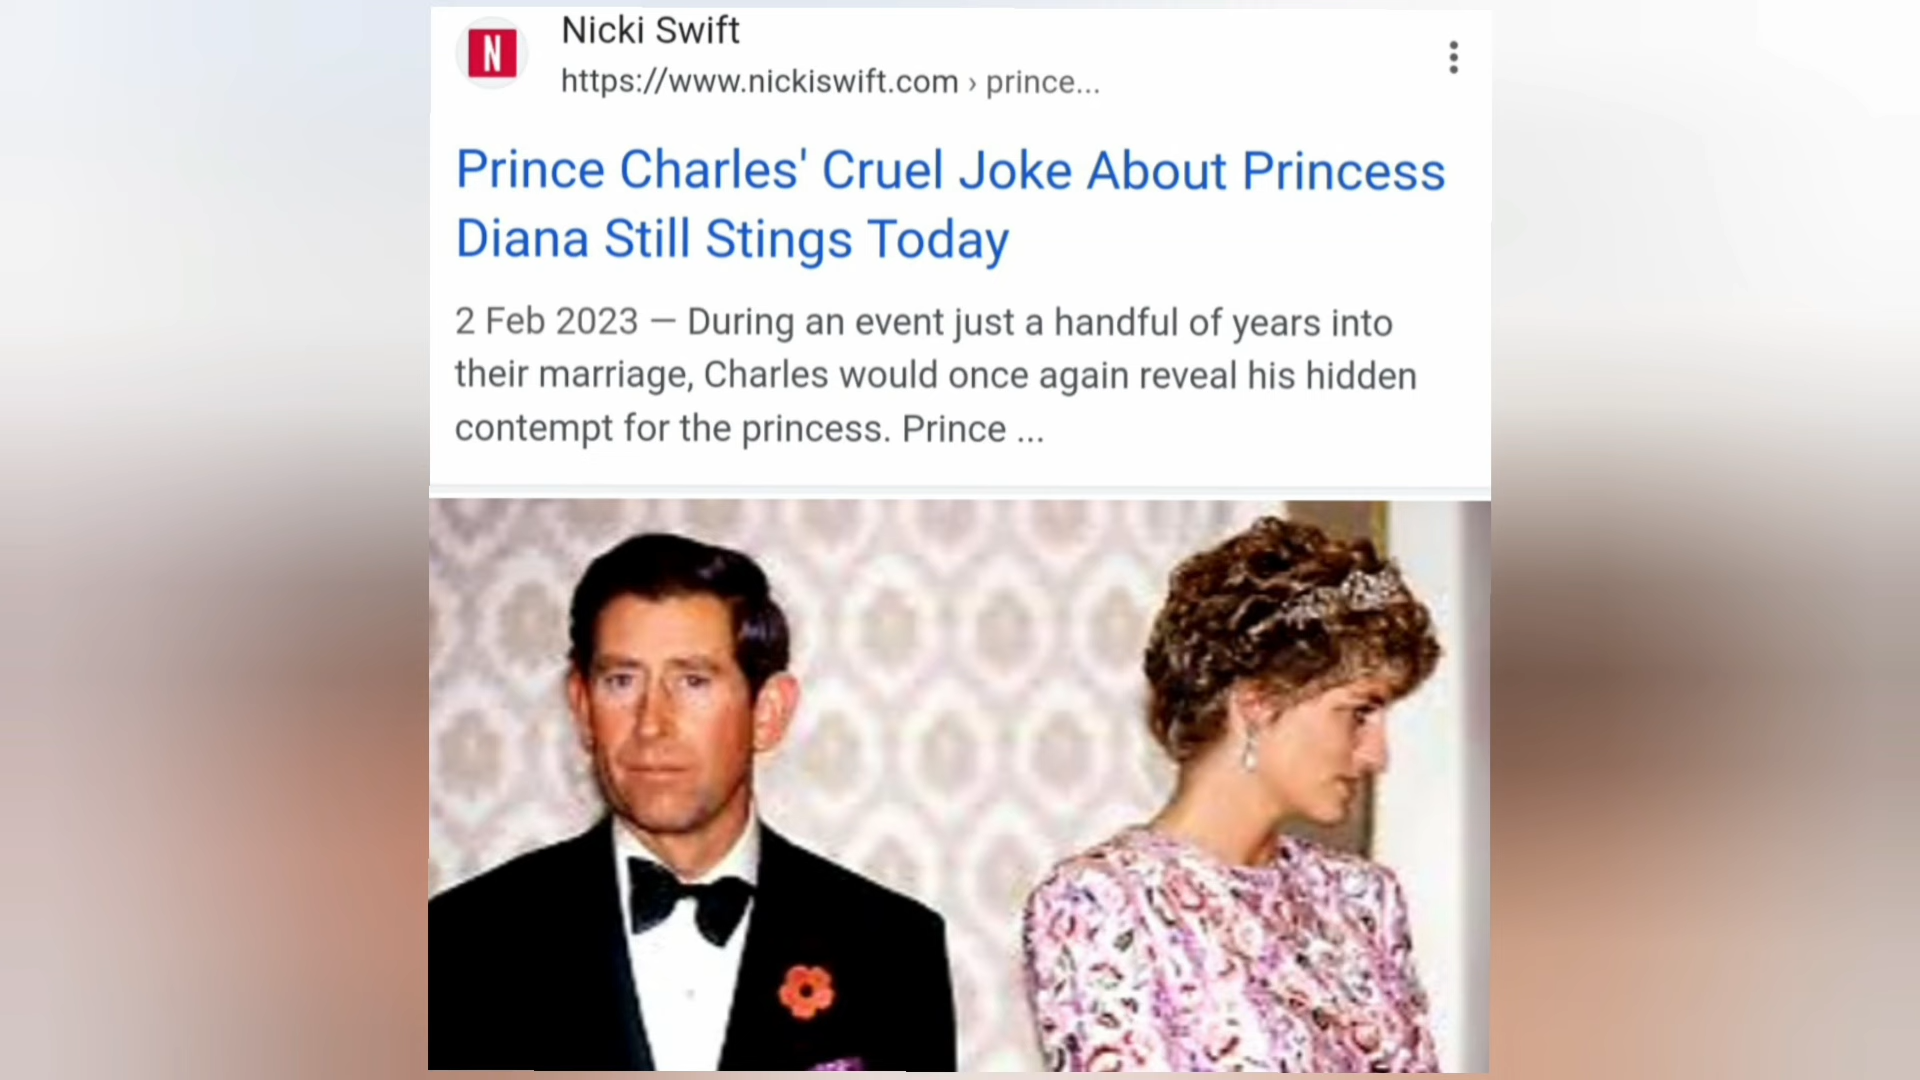 N
Nicki Swift
https://www.nickiswift.com › prince...
Prince Charles' Cruel Joke About Princess
Diana Still Stings Today
2 Feb 2023 — During an event just a handful of years into
their marriage, Charles would once again reveal his hidden
contempt for the princess. Prince ...